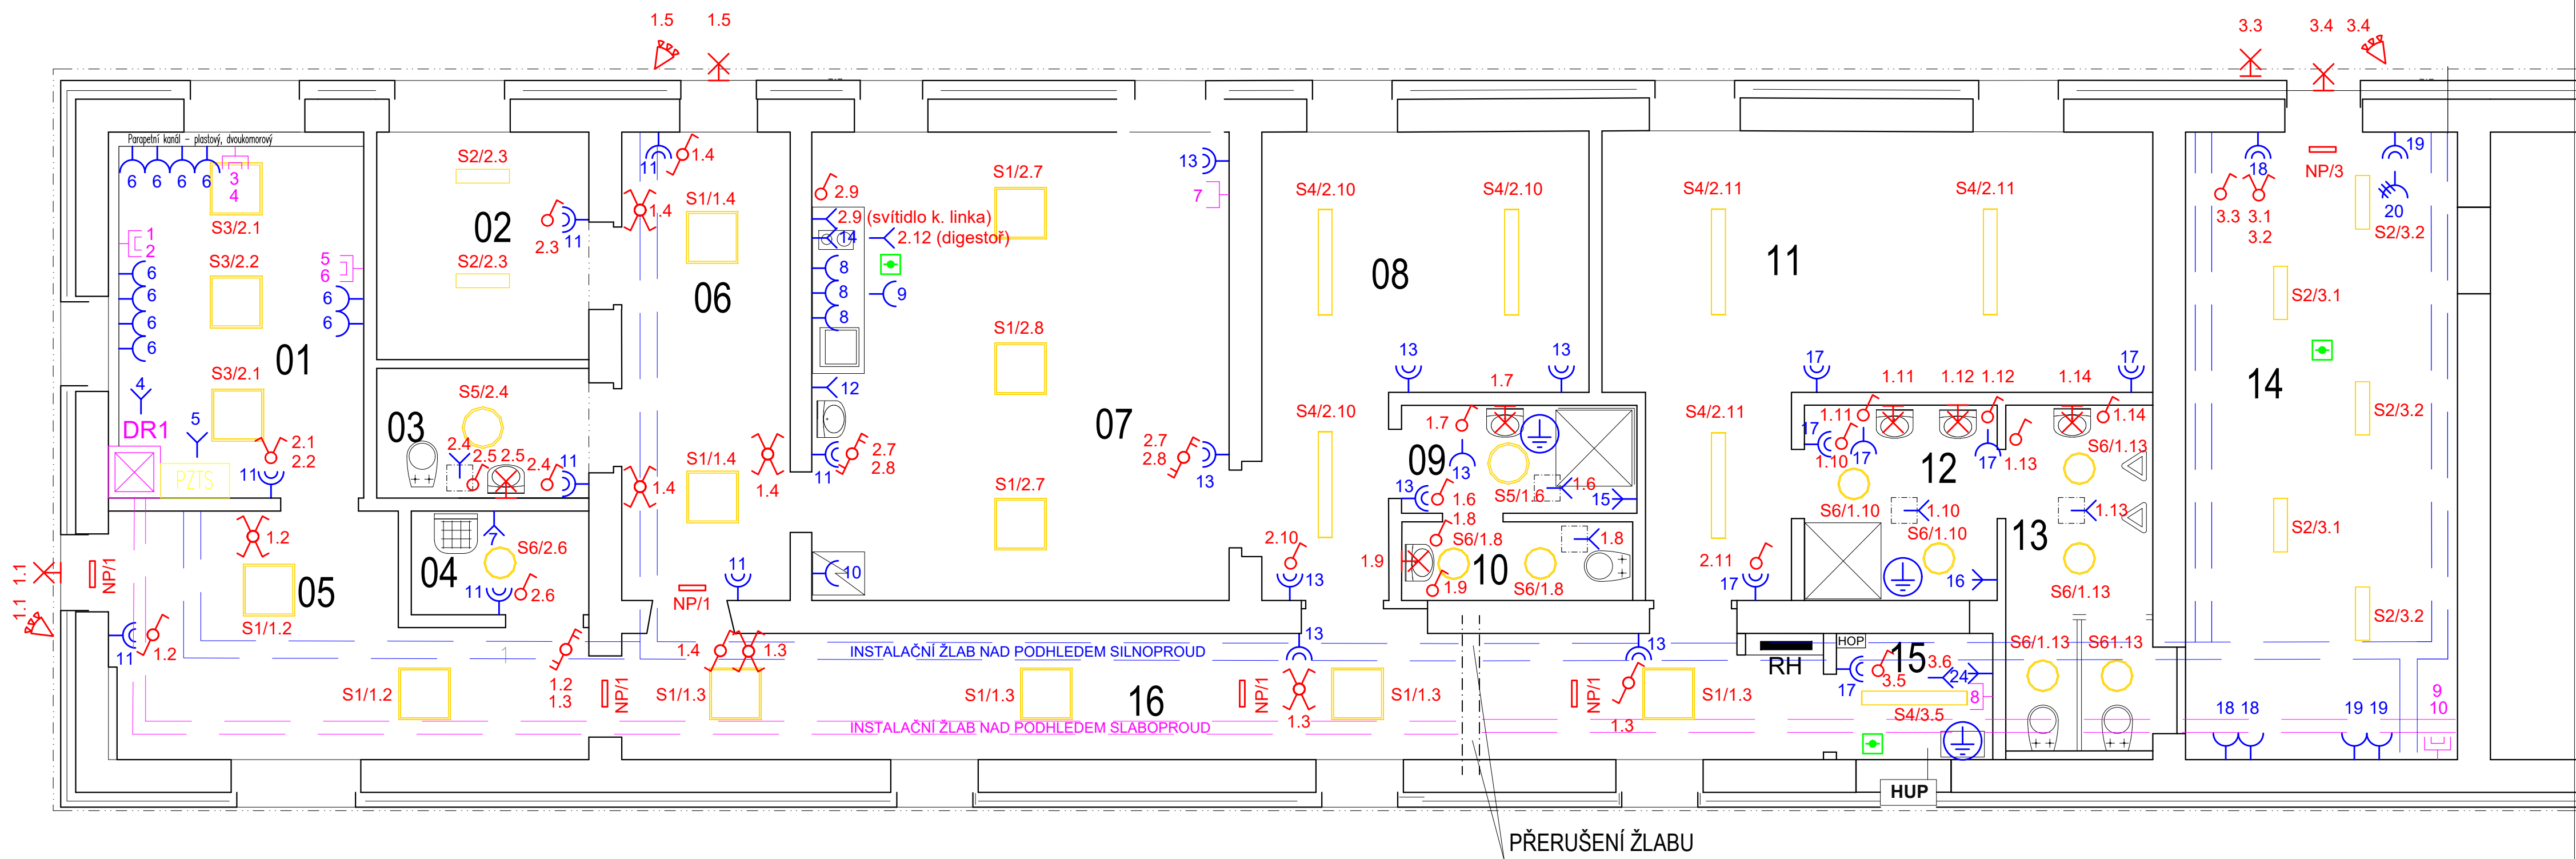 1.5
1.5
3.3
3.4
3.4
Parapetní kanál – plastový, dvoukomorový
6
6
6
6
3
4
S3/2.1
1
2
S3/2.2
6
6
6
6
5
6
6
6
01
S3/2.1
4
5
DR1
PZTS
2.1
2.2
11
S2/2.3
02
2.3
11
S2/2.3
S5/2.4
03
2.4
2.5
2.5
2.4
11
7
S6/2.6
04
11
2.6
1.1
1.1
NP/1
1.2
05
S1/1.2
11
1.2
1
S1/1.2
1.2
1.3
NP/1
11
1.4
1.4
S1/1.4
06
S1/1.4
1.4
1.4
11
NP/1
1.4
1.3
S1/1.3
2.9
2.9 (svítidlo k. linka)
14
2.12 (digestoř)
8
8
9
8
12
11
2.7
2.8
10
S1/2.7
S1/2.8
S1/2.7
07
13
7
2.7
2.8
13
INSTALAČNÍ ŽLAB NAD PODHLEDEM SILNOPROUD
S1/1.3
16
INSTALAČNÍ ŽLAB NAD PODHLEDEM SLABOPROUD
NP/1
1.3
S1/1.3
NP/1
1.3
S1/1.3
13
13
S4/2.10
S4/2.10
08
13
13
S4/2.10
2.10
13
1.7
1.7
09
13
13
S5/1.6
1.6
15
1.6
1.8
S6/1.8
1.8
1.9
10
1.9
S6/1.8
S4/2.11
S4/2.11
11
17
17
S4/2.11
2.11
17
1.11
1.12
1.12
1.14
1.11
1.14
17
17
17
1.10
1.13
S6/1.13
12
S6/1.10
1.10
S6/1.10
16
1.13
13
S6/1.13
S6/1.13
S61.13
RH
HOP
15
3.6
17
3.5
24
8
S4/3.5
HUP
18
3.3
3.1
3.2
NP/3
19
20
S2/3.2
S2/3.1
14
S2/3.2
S2/3.1
S2/3.2
18
18
19
19
9
10
PŘERUŠENÍ ŽLABU